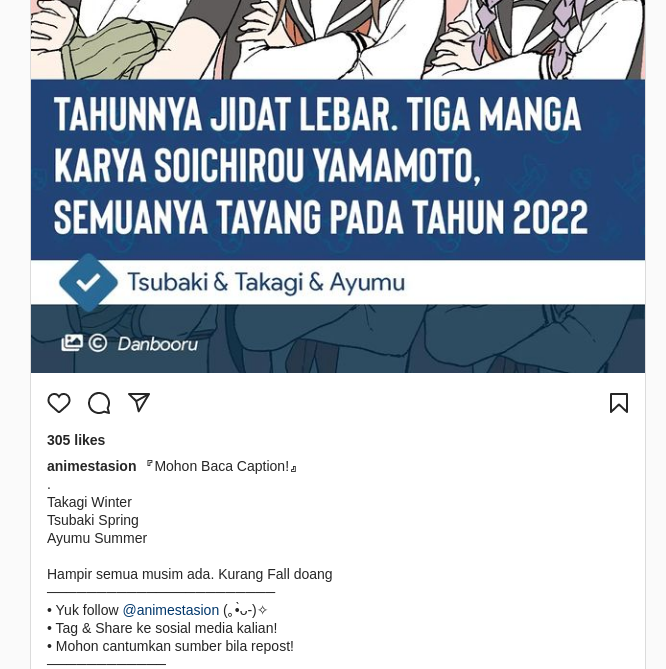 TAHUNNYA JIDAT LEBAR. TIGA MANGA
KARYA SOICHIROU YAMAMOTO,
SEMUANYA TAYANG PADA TAHUN 2022
Tsubaki & Takagi & Ayumu
© Danbooru
305 likes
animestasion 『Mohon Baca Caption!』
.
Takagi Winter
Tsubaki Spring
Ayumu Summer
Hampir semua musim ada. Kurang Fall doang
────────────────────────
• Yuk follow @animestasion (｡•̀ᴗ-)✧
• Tag & Share ke sosial media kalian!
• Mohon cantumkan sumber bila repost!
────────────